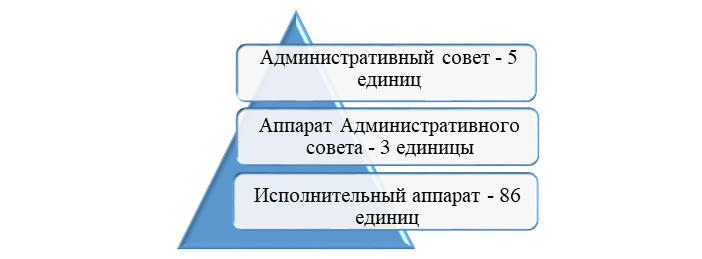 Административный совет - 5
единиц
Аппарат Административного
совета - 3 единицы
Исполнительный аппарат - 86
единиц